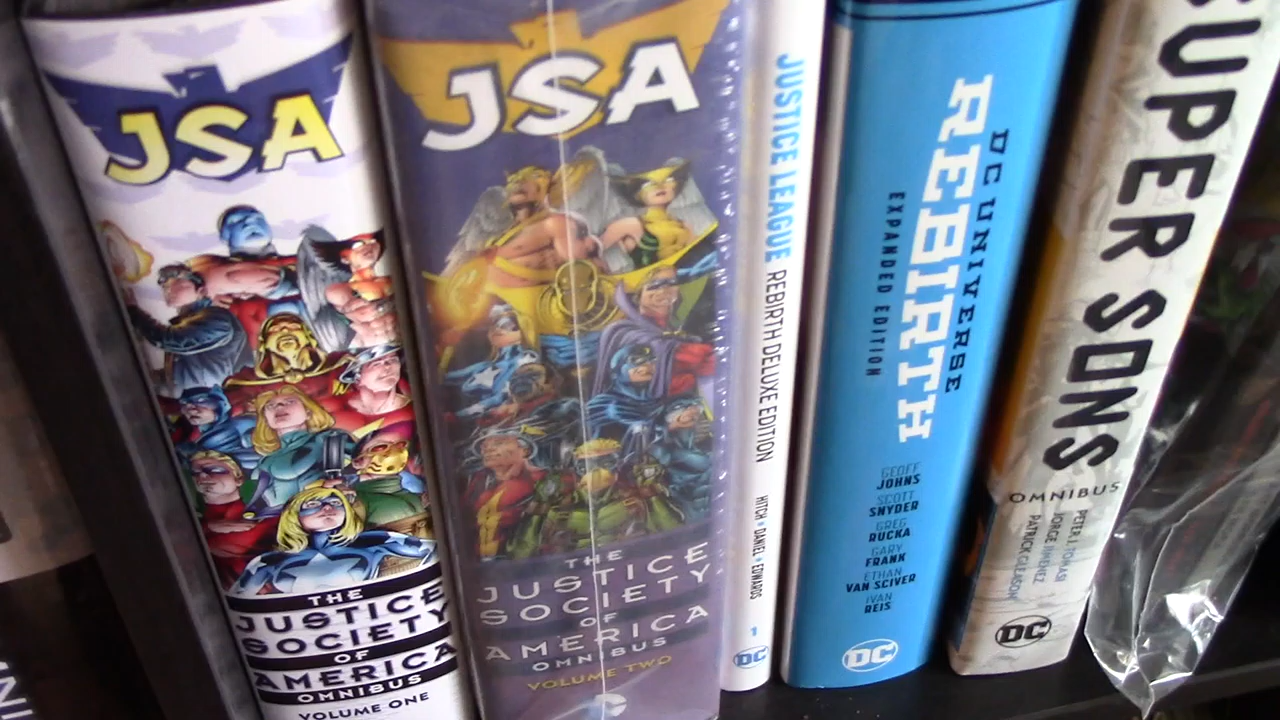 JSA
THE
JUSTICE
SOCIETY
OF
AMERICA
OMNIBUS
VOLUME ONE
JSA
THE
JUSTICE
SOCIETY
OF
AMERICA
OMNIBUS
VOLUME TWO
JUSTICE LEAGUE REBIRTH DELUXE EDITION
HITCH • DANIEL • EDWARDS
1
DC
DC UNIVERSE
REBIRTH
EXPANDED EDITION
GEOFF
JOHNS
SCOTT
SNYDER
GREG
RUCKA
GARY
FRANK
ETHAN
VAN SCIVER
IVAN
REIS
DC
SUPER SONS
OMNIBUS
PETER J. TOMASI
JORGE JIMENEZ
PATRICK GLEASON
DC